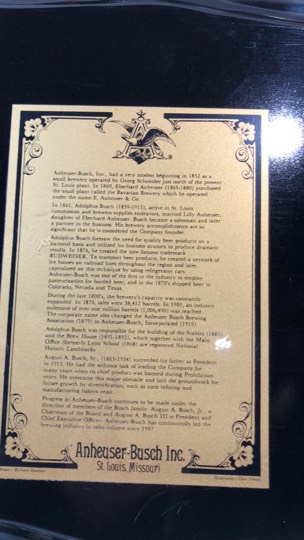 Anheuser-Busch, Inc., had a very modest beginning in 1852 as a
small brewery operated by Georg Schneider just north of the present
St. Louis plant. In 1860, Eberhard Anheuser (1805-1880) purchased
the small plant called the Bavarian Brewery which he operated
under the name E. Anheuser & Co.
In 1861, Adolphus Busch (1839-1913), active in St. Louis
commission and brewers supplies endeavors, married Lilly Anheuser,
daughter of Eberhard Anheuser. Busch became a salesman and later
a partner in the business. His brewery accomplishments are so
significant that he is considered the Company founder.
Adolphus Busch foresaw the need for quality beer products on a
national basis and utilized his business acumen to produce dramatic
results. In 1876, he created the now famous trademark
BUDWEISER. To transport beer products, he created a network of
ice houses on railroad lines throughout the region and later
capitalized on this technique by using refrigerator cars.
Anheuser-Busch was one of the first in the industry to employ
pasteurization for bottled beer, and in the 1870's shipped beer to
Colorado, Nevada and Texas.
During the late 1800's, the brewery's capacity was constantly
expanded. In 1876, sales were 38,412 barrels. In 1901, an industry
milestone of over one million barrels (1,006,498) was reached.
The corporate name also changed the Anheuser Busch Brewing
Association (1879) to Anheuser-Busch, Incorporated (1919).
Adolphus Busch was responsible for the building of the Stables (1885)
and the Brew House (1891-1892), which together with the Main
Office (formerly Lyon School (1868) are registered National
Historic Landmarks.
August A. Busch, Sr., (1865-1934) succeeded his father as President
in 1913. He had the arduous task of leading the Company for
many years when its chief product was banned during Prohibition
years. He overcame this major obstacle and laid the groundwork for
future growth by diversification, such as corn refining and
manufacturing bakers yeast.
Progress at Anheuser-Busch continues to be made under the
direction of members of the Busch family. August A. Busch, Jr., is
Chairman of the Board and August A. Busch III is President and
Chief Executive Officer. Anheuser-Busch has continuously led the
brewing industry in sales volume since 1957.
Anheuser-Busch Inc.
St. Louis, Missouri